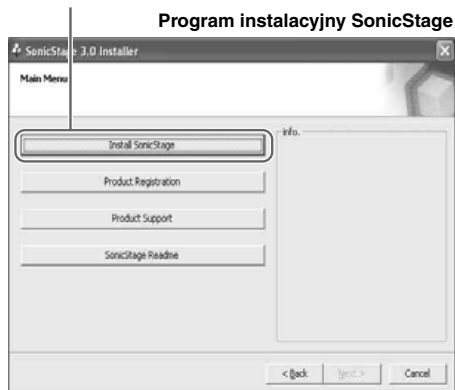 Program instalacyjny SonicStage
SonicStage 3.0 Installer
Main Menu
Install SonicStage
info.
Product Registration
Product Support
SonicStage Readme
< Back
Next >
Cancel